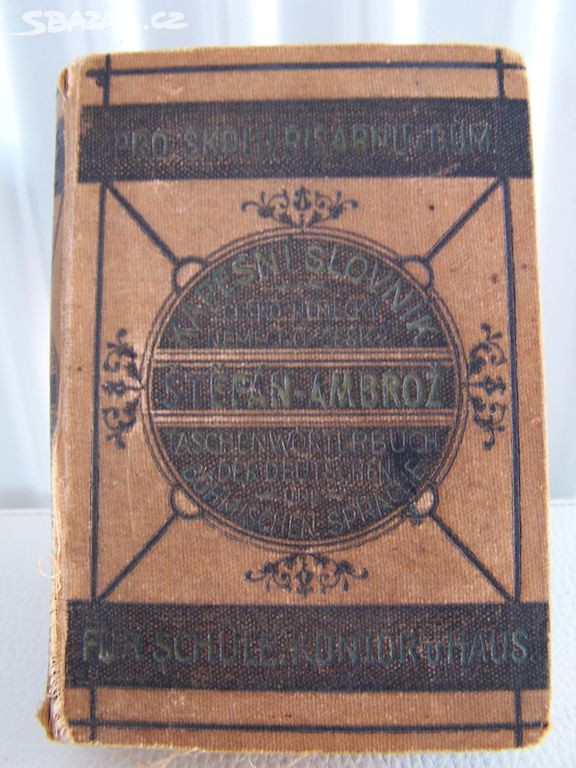 SBAZAR.CZ
PRO ŠKOLU PISÁRNU a DŮM.
KAPESNÍ SLOVNÍK
ČESKO-NĚMECKÝ
NĚMECKO-ČESKÝ
ŠTĚPÁN-AMBROŽ
TASCHENWÖRTERBUCH
DER DEUTSCHEN
UND
BÖHMISCHEN SPRACHE
FÜR SCHULE, KONTOR u HAUS.